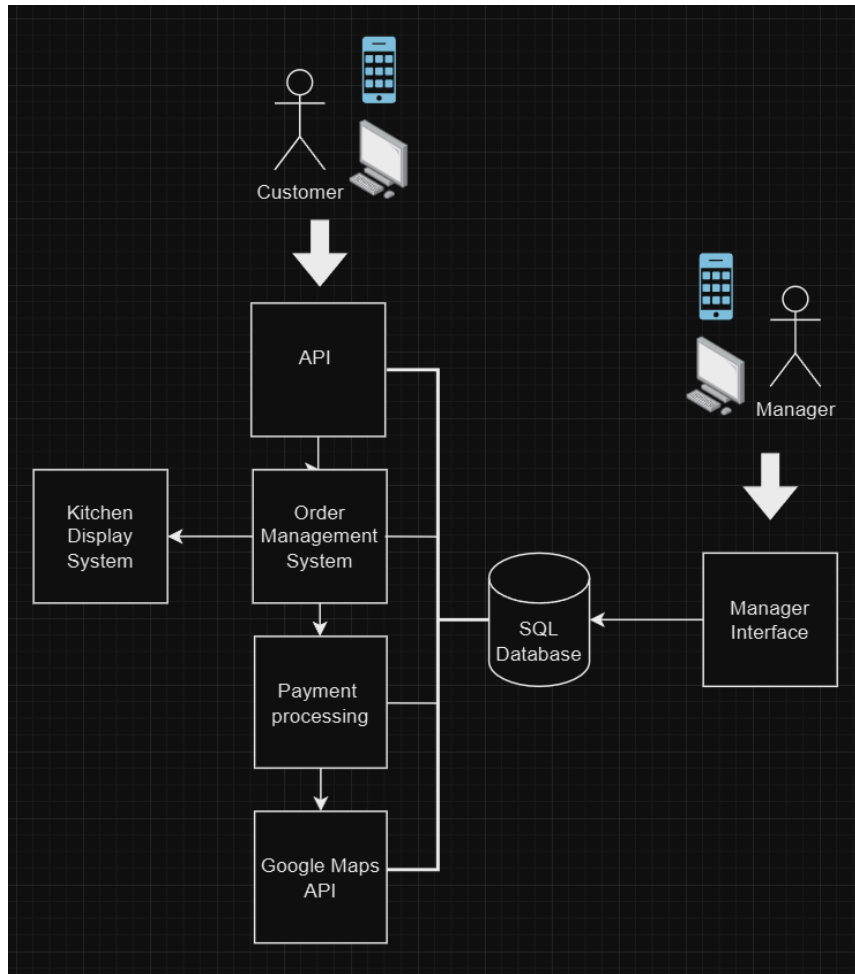 Customer
API
Manager
Kitchen
Display
System
Order
Management
System
SQL
Database
Manager
Interface
Payment
processing
Google Maps
API